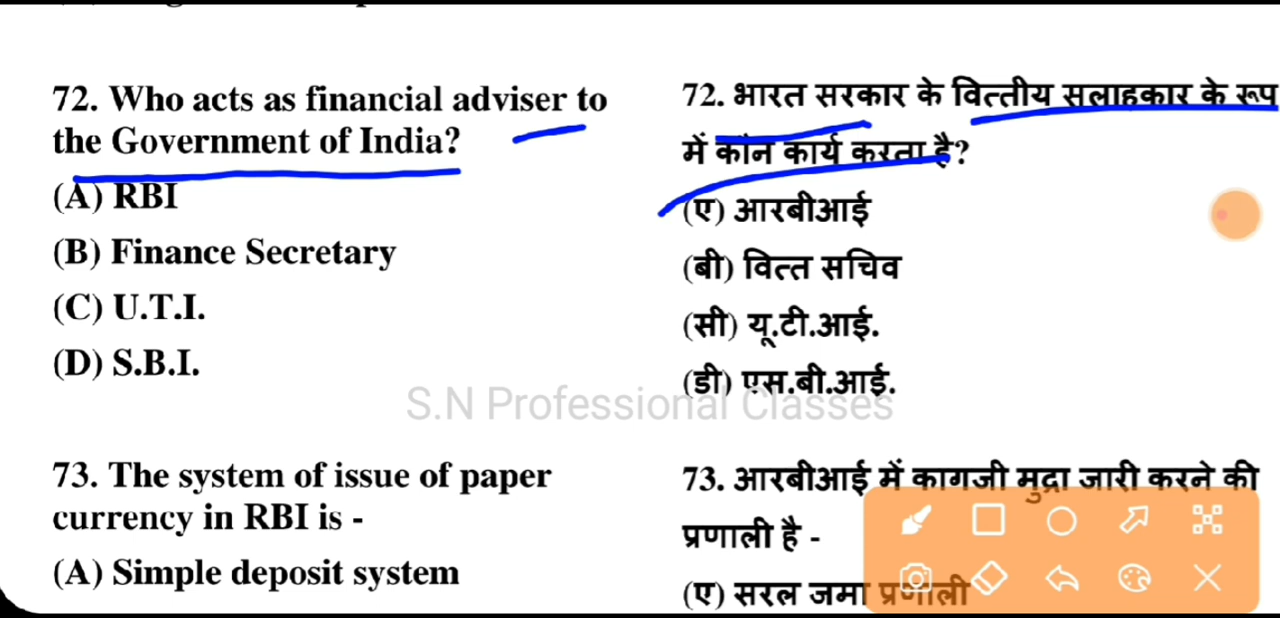 72. Who acts as financial adviser to
the Government of India?
(A) RBI
(B) Finance Secretary
(C) U.T.I.
(D) S.B.I.
73. The system of issue of paper
currency in RBI is -
(A) Simple deposit system
72. भारत सरकार के वित्तीय सलाहकार के रूप
में कौन कार्य करता है?
(ए) आरबीआई
(बी) वित्त सचिव
(सी) यू.टी.आई.
(डी) एस.बी.आई.
73. आरबीआई में कागजी मुद्रा जारी करने की
प्रणाली है -
(ए) सरल जमा प्रणाली
S.N Professional Classes